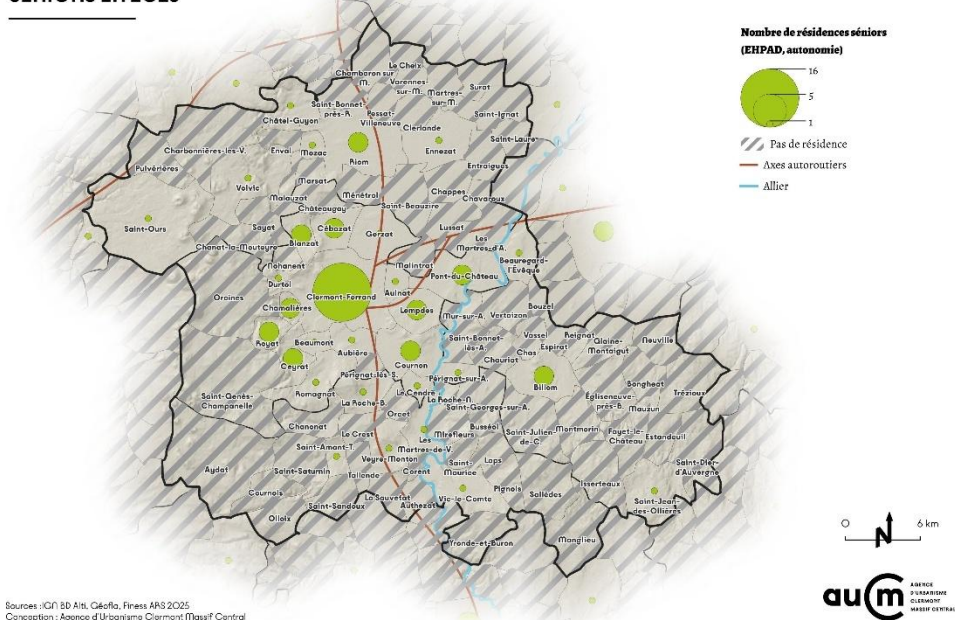 Nombre de résidences séniors
(EHPAD, autonomie)
16
5
1
Pas de résidence
Axes autoroutiers
Allier
Le Cheix
Chambaron sur
M.
Varennes-
sur-M.
Martres-
sur-M.
Surat
Saint-Bonnet
près-R.
Pessat-
Villeneuve
Saint-Ignat
Châtel-Guyon
Clerlande
Saint-Laure
Charbonnières-les-V.
Enval
Mozac
Riom
Ennezat
Pulvérières
Entraigues
Volvic
Marsat
Malauzat
Ménétrol
Chappes
Chavaroux
Châteaugay
Saint-Beauzire
Saint-Ours
Sayat
Blanzat
Cébazat
Gerzat
Lussat
Chanat-la-Mouteyre
Les
Martres-d'A.
Nohanent
Malintrat
Beauregard-
l'Évêque
Durtol
Pont-du-Château
Orcines
Clermont-Ferrand
Aulnat
Chamalières
Lempdes
Mur-sur-A.
Vertaizon
Bouzel
Royat
Beaumont
Aubière
Saint-Bonnet-
lès-A.
Vassel
Reignat
Glaine-
Montaigut
Neuville
Chas
Espirat
Ceyrat
Cournon
Chauriat
Pérignat-lès-S.
Pérignat-sur-A.
Billom
Bongheat
Romagnat
Le Cendre
La Roche-N.
Trézioux
Saint-Genès-
Champanelle
La Roche-B.
Saint-Georges-sur-A.
Égliseneuve-
près-B.
Mauzun
Orcet
Chanonat
Le Crest
Mirefleurs
Busséol
Saint-Julien-
de-C.
Montmorin
Fayet-le-
Château
Estandeuil
Saint-Amant-T.
Les
Martres-de-V.
Veyre-Monton
Saint-
Maurice
Laps
Saint-Dier-
d'Auvergne
Aydat
Saint-Saturnin
Tallende
Corent
Isserteaux
Cournols
La Sauvetat
Vic-le-Comte
Pignols
Sallèdes
Saint-Jean-
des-Ollières
Olloix
Saint-Sandoux
Authezat
Yronde-et-Buron
Manglieu
0
N
6 km
auCm
AGENCE
D'URBANISME
CLERMONT
MASSIF CENTRAL
Sources : IGN BD Alti, Géofla, Finess ARS 2025
Conception : Agence d'Urbanisme Clermont Massif Central